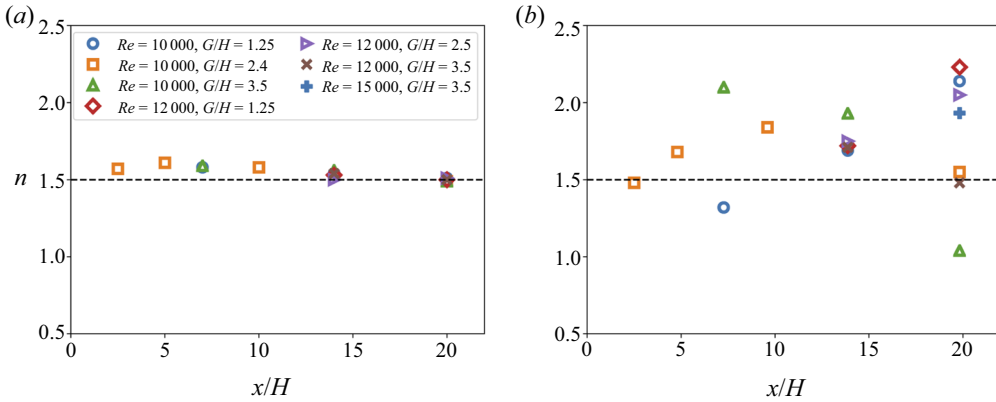 (a)
2.5
2.0
n 1.5
1.0
0.5
0 5 10 15 20
x/H
Re = 10 000, G/H = 1.25
Re = 10 000, G/H = 2.4
Re = 10 000, G/H = 3.5
Re = 12 000, G/H = 1.25
Re = 12 000, G/H = 2.5
Re = 12 000, G/H = 3.5
Re = 15 000, G/H = 3.5
(b)
2.5
2.0
1.5
1.0
0.5
0 5 10 15 20
x/H